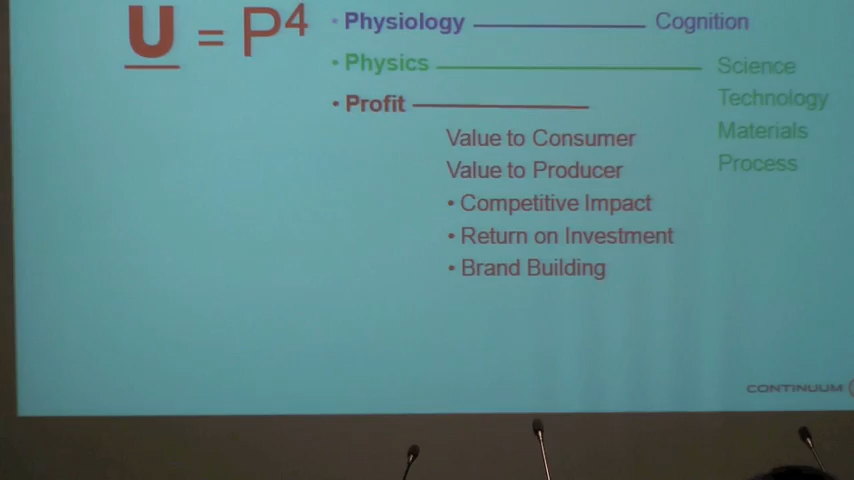 U = P4
• Physiology Cognition
• Physics Science
Technology
Materials
Process
• Profit
Value to Consumer
Value to Producer
• Competitive Impact
• Return on Investment
• Brand Building
CONTINUUM